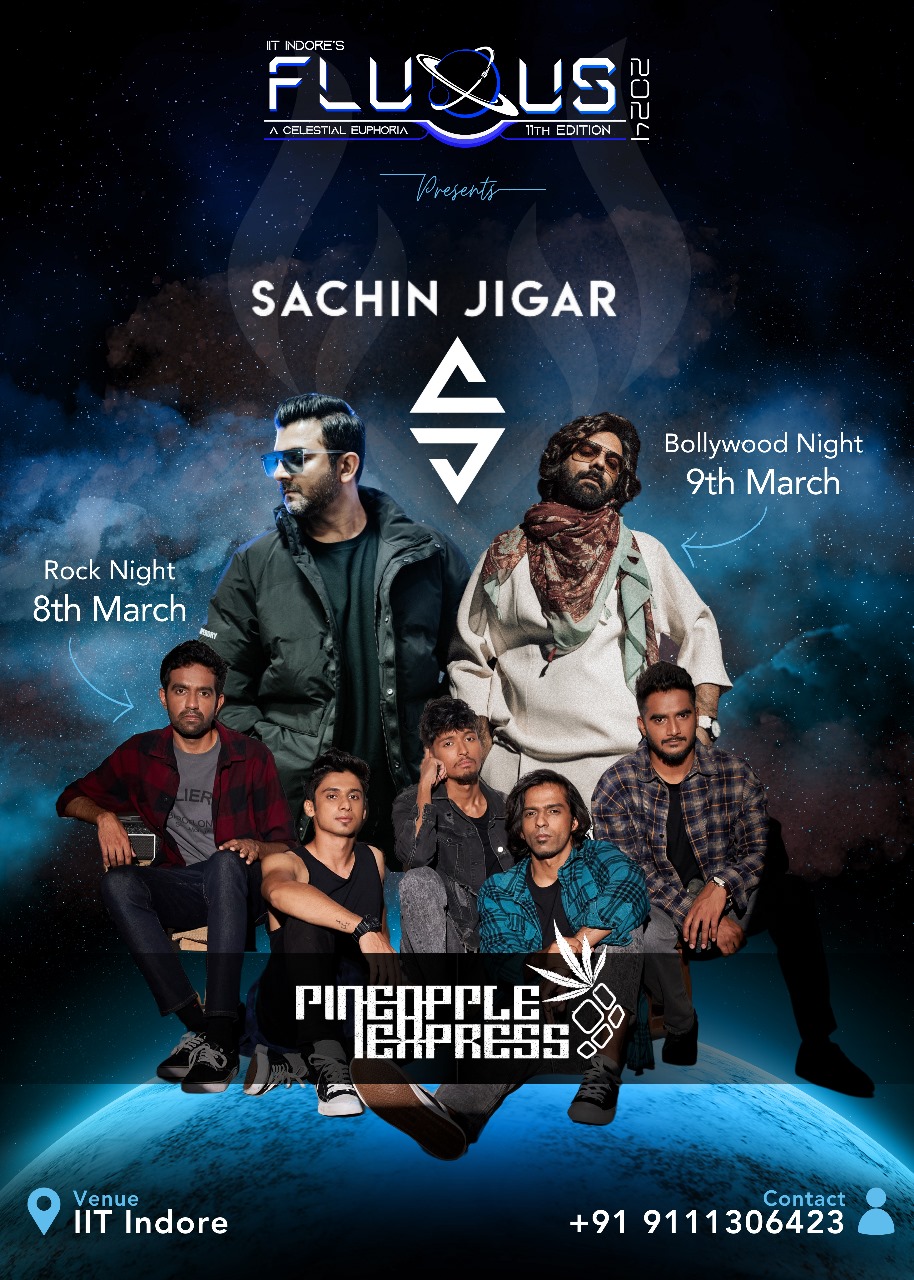 IIT INDORE'S
FLUXUS
2024
A CELESTIAL EUPHORIA
11TH EDITION
Presents
SACHIN JIGAR
Bollywood Night
9th March
Rock Night
8th March
PINEAPPLE
EXPRESS
Venue
IIT Indore
Contact
+91 9111306423